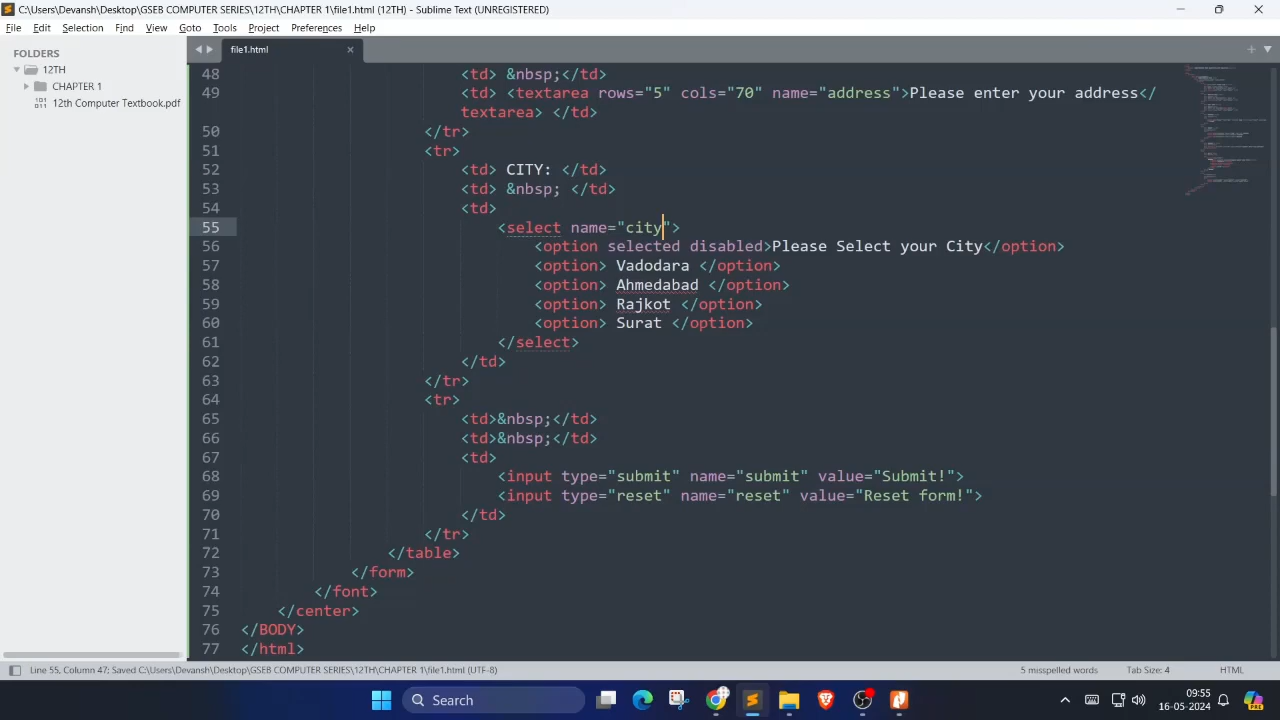 C:\Users\Devansh\Desktop\GSEB COMPUTER SERIES\12TH\CHAPTER 1\file1.html (12TH) - Sublime Text (UNREGISTERED)
File Edit Selection Find View Goto Tools Project Preferences Help
FOLDERS
12TH
CHAPTER 1
12th Computer Textbook.pdf
file1.html
48 <td> &nbsp;</td>
49 <td> <textarea rows="5" cols="70" name="address">Please enter your address</
textarea> </td>
50 </tr>
51 <tr>
52 <td> CITY: </td>
53 <td> &nbsp; </td>
54 <td>
55 <select name="city">
56 <option selected disabled>Please Select your City</option>
57 <option> Vadodara </option>
58 <option> Ahmedabad </option>
59 <option> Rajkot </option>
60 <option> Surat </option>
61 </select>
62 </td>
63 </tr>
64 <tr>
65 <td>&nbsp;</td>
66 <td>&nbsp;</td>
67 <td>
68 <input type="submit" name="submit" value="Submit!">
69 <input type="reset" name="reset" value="Reset form!">
70 </td>
71 </tr>
72 </table>
73 </form>
74 </font>
75 </center>
76 </BODY>
77 </html>
Line 55, Column 47; Saved C:\Users\Devansh\Desktop\GSEB COMPUTER SERIES\12TH\CHAPTER 1\file1.html (UTF-8) 5 misspelled words Tab Size: 4 HTML
Search
09:55
16-05-2024